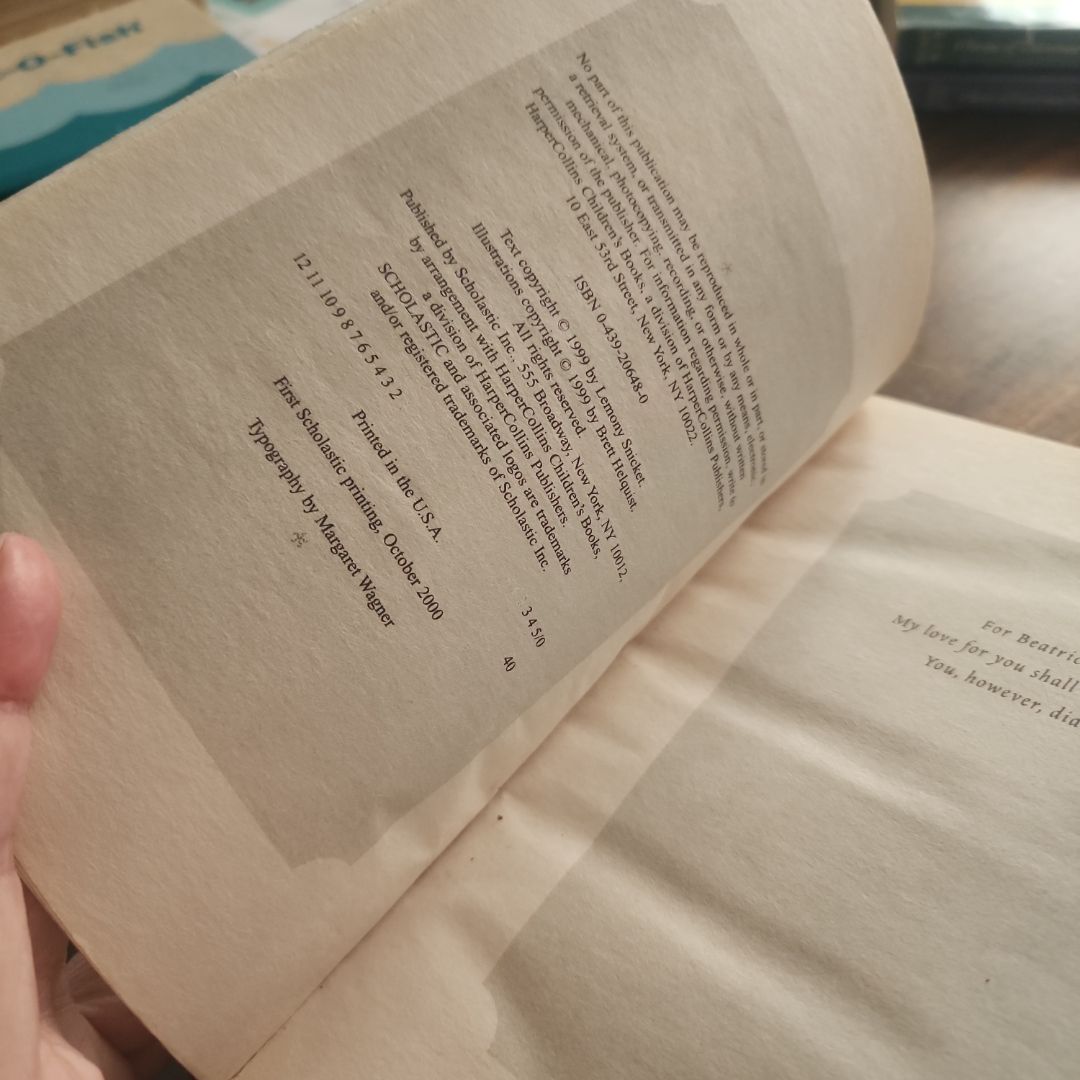 -O-Fish
No part of this publication may be reproduced in whole or in part, or stored in
a retrieval system, or transmitted in any form or by any means, electronic,
mechanical, photocopying, recording, or otherwise, without written
permission of the publisher. For information regarding permission, write to
HarperCollins Children's Books, a division of HarperCollins Publishers,
10 East 53rd Street, New York, NY 10022.
ISBN 0-439-20648-0
Text copyright © 1999 by Lemony Snicket.
Illustrations copyright © 1999 by Brett Helquist.
All rights reserved.
Published by Scholastic Inc., 555 Broadway, New York, NY 10012,
by arrangement with HarperCollins Children's Books,
a division of HarperCollins Publishers.
SCHOLASTIC and associated logos are trademarks
and/or registered trademarks of Scholastic Inc.
12 11 10 9 8 7 6 5 4 3 2 3 4 5/0
Printed in the U.S.A. 40
First Scholastic printing, October 2000
Typography by Margaret Wagner
For Beatric
My love for you shall
You, however, dia